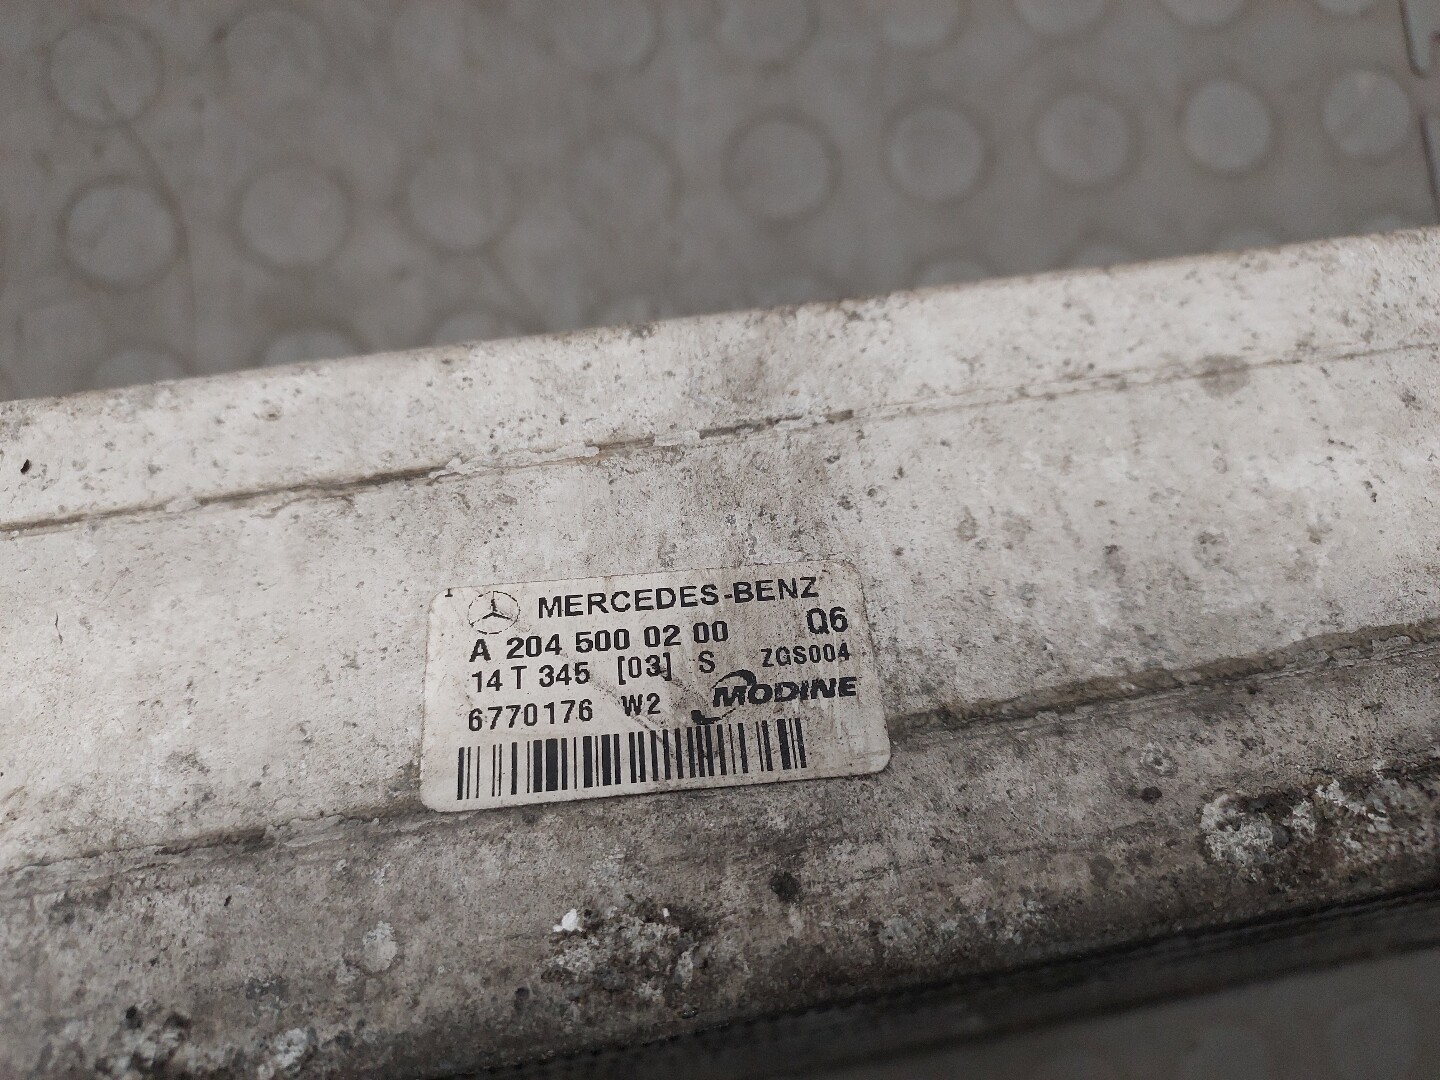 MERCEDES-BENZ
A 204 500 02 00 Q6
14 T 345 [03] S ZGS004
6770176 W2 MODINE